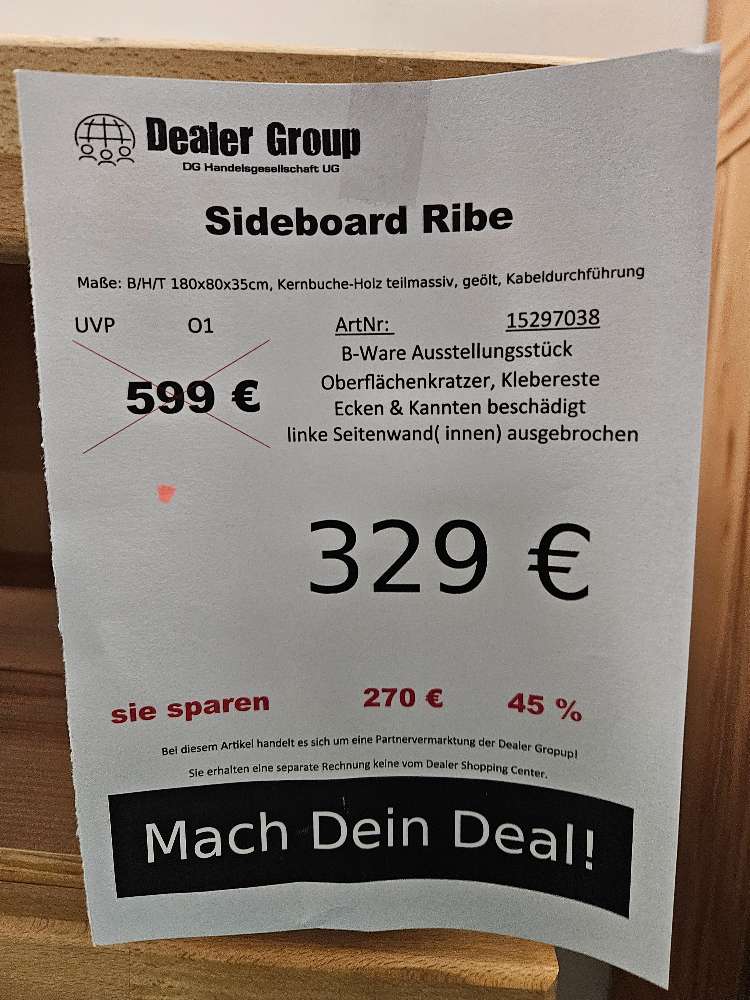 Dealer Group
DG Handelsgesellschaft UG
Sideboard Ribe
Maße: B/H/T 180x80x35cm, Kernbuche-Holz teilmassiv, geölt, Kabeldurchführung
UVP O1 ArtNr: 15297038
B-Ware Ausstellungsstück
599 € Oberflächenkratzer, Klebereste
Ecken & Kannten beschädigt
linke Seitenwand( innen) ausgebrochen
329 €
sie sparen 270 € 45 %
Bei diesem Artikel handelt es sich um eine Partnervermarktung der Dealer Gropup!
Sie erhalten eine separate Rechnung keine vom Dealer Shopping Center.
Mach Dein Deal!